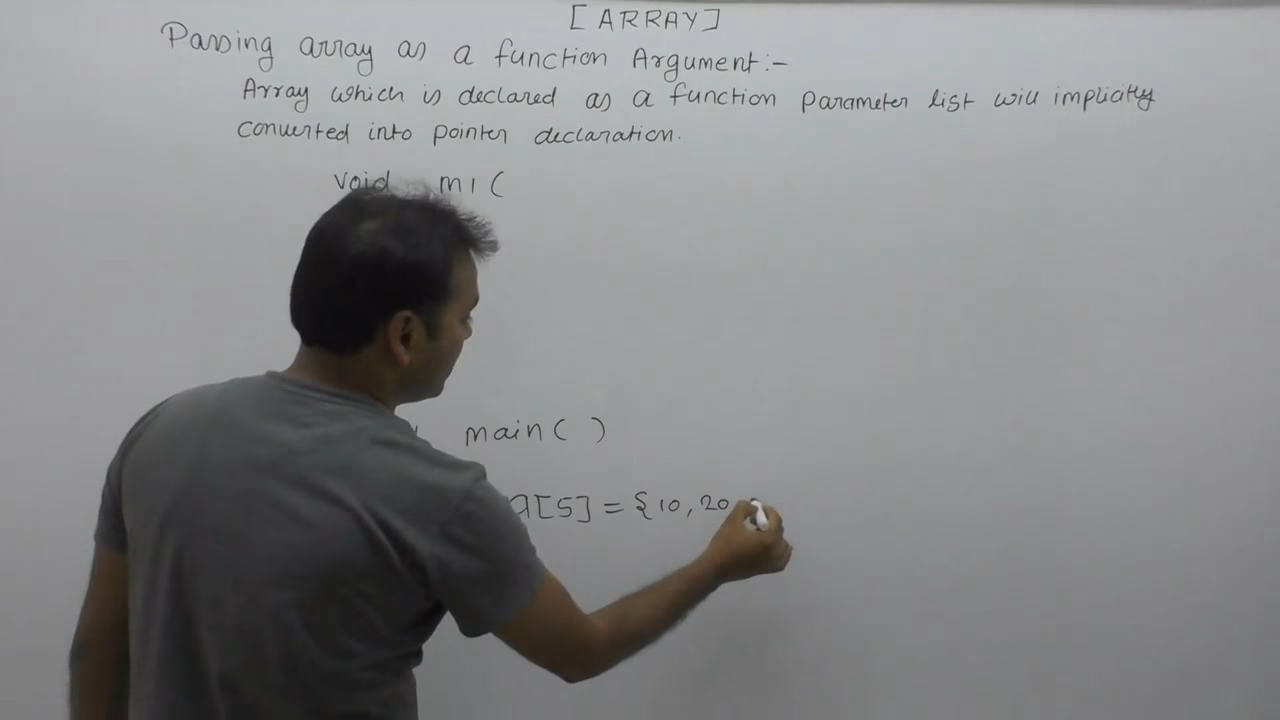 [ARRAY]
Passing array as a function Argument:-
Array which is declared as a function parameter list will implicitly
converted into pointer declaration.
void m1(
main( )
a[5] = {10, 20